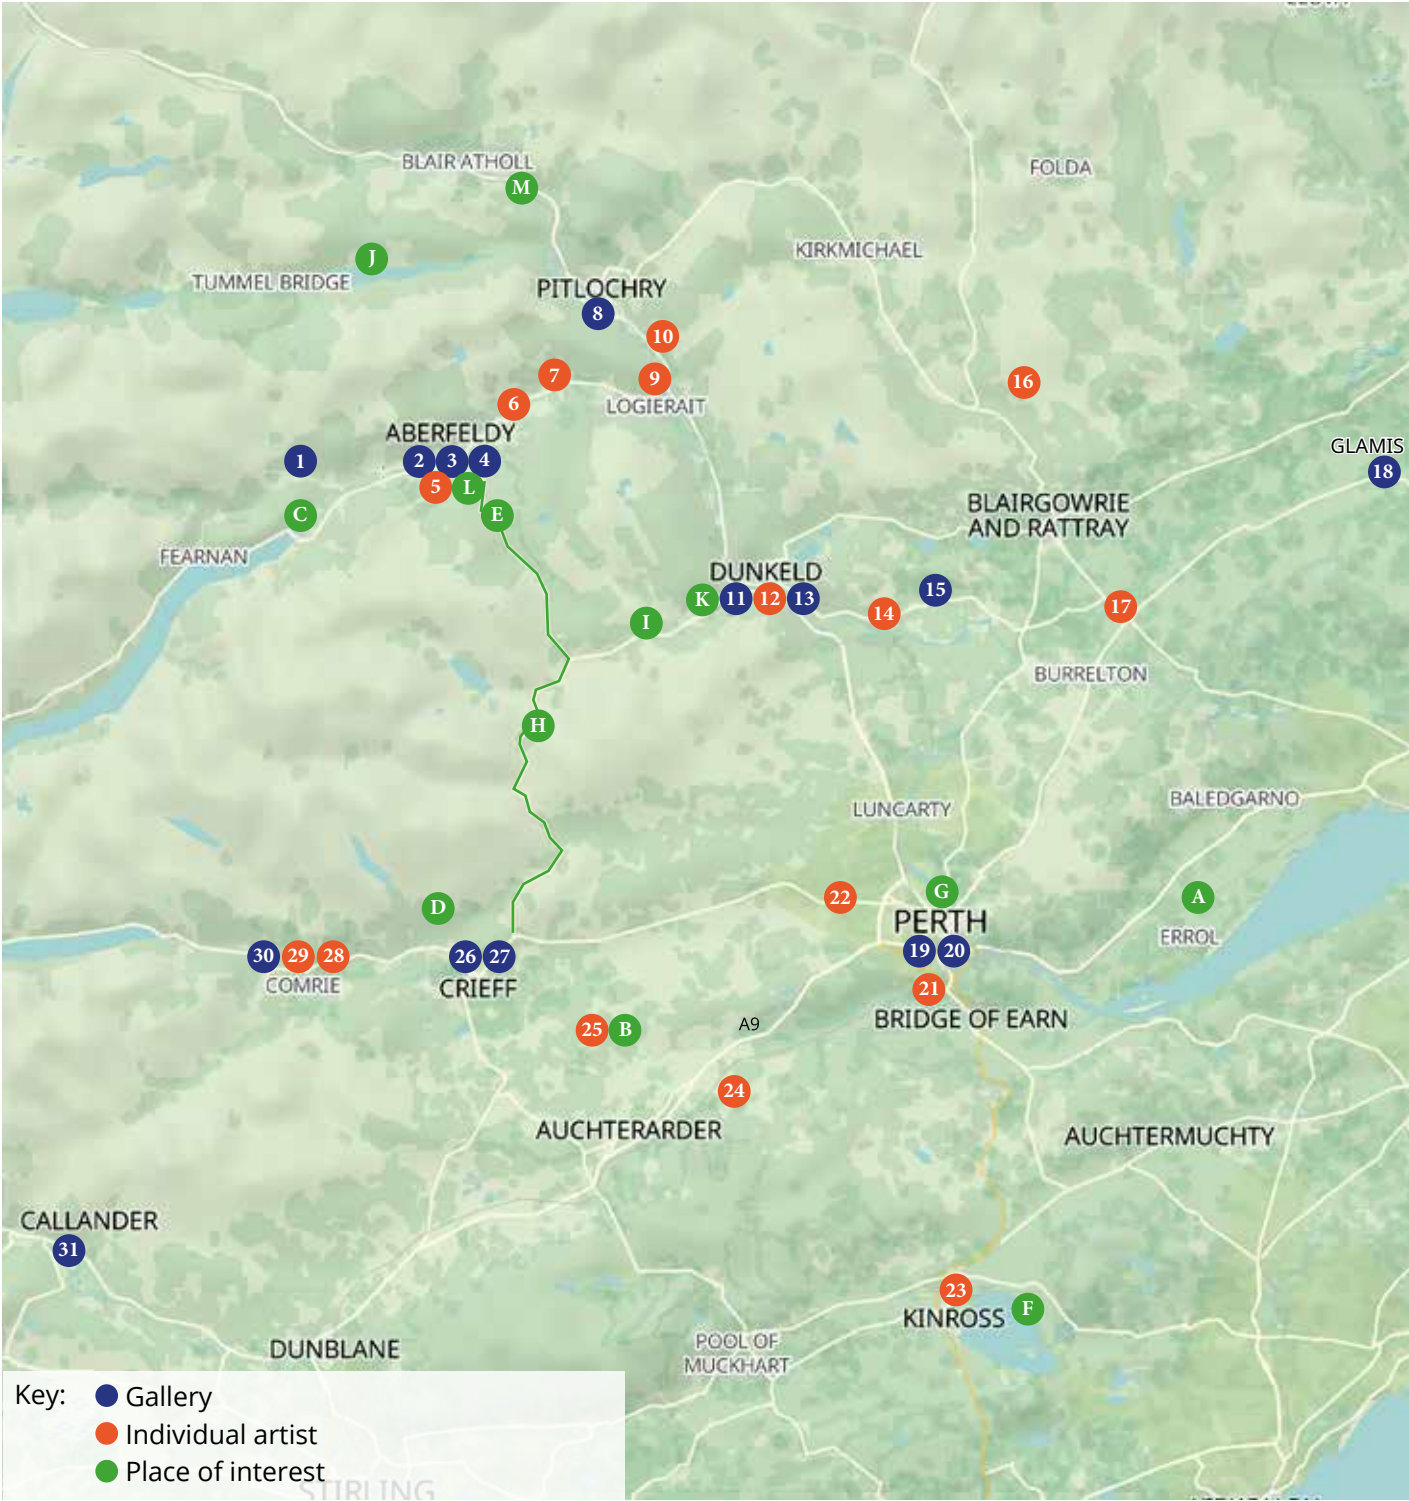 BLAIR ATHOLL
M
FOLDA
J
TUMMEL BRIDGE
KIRKMICHAEL
PITLOCHRY
8
10
7
9
16
6
LOGIERAIT
ABERFELDY
1
2 3 4
GLAMIS
18
5 L
C
E
BLAIRGOWRIE
AND RATTRAY
FEARNAN
DUNKELD
K 11 12 13
15
14
17
I
BURRELTON
H
BALEDGARNO
LUNCARTY
22
G
A
D
PERTH
ERROL
30 29 28
26 27
19 20
COMRIE
CRIEFF
21
BRIDGE OF EARN
25 B
A9
24
AUCHTERARDER
AUCHTERMUCHTY
CALLANDER
31
23
F
KINROSS
DUNBLANE
POOL OF
MUCKHART
Key:
Gallery
Individual artist
Place of interest
STIRLING